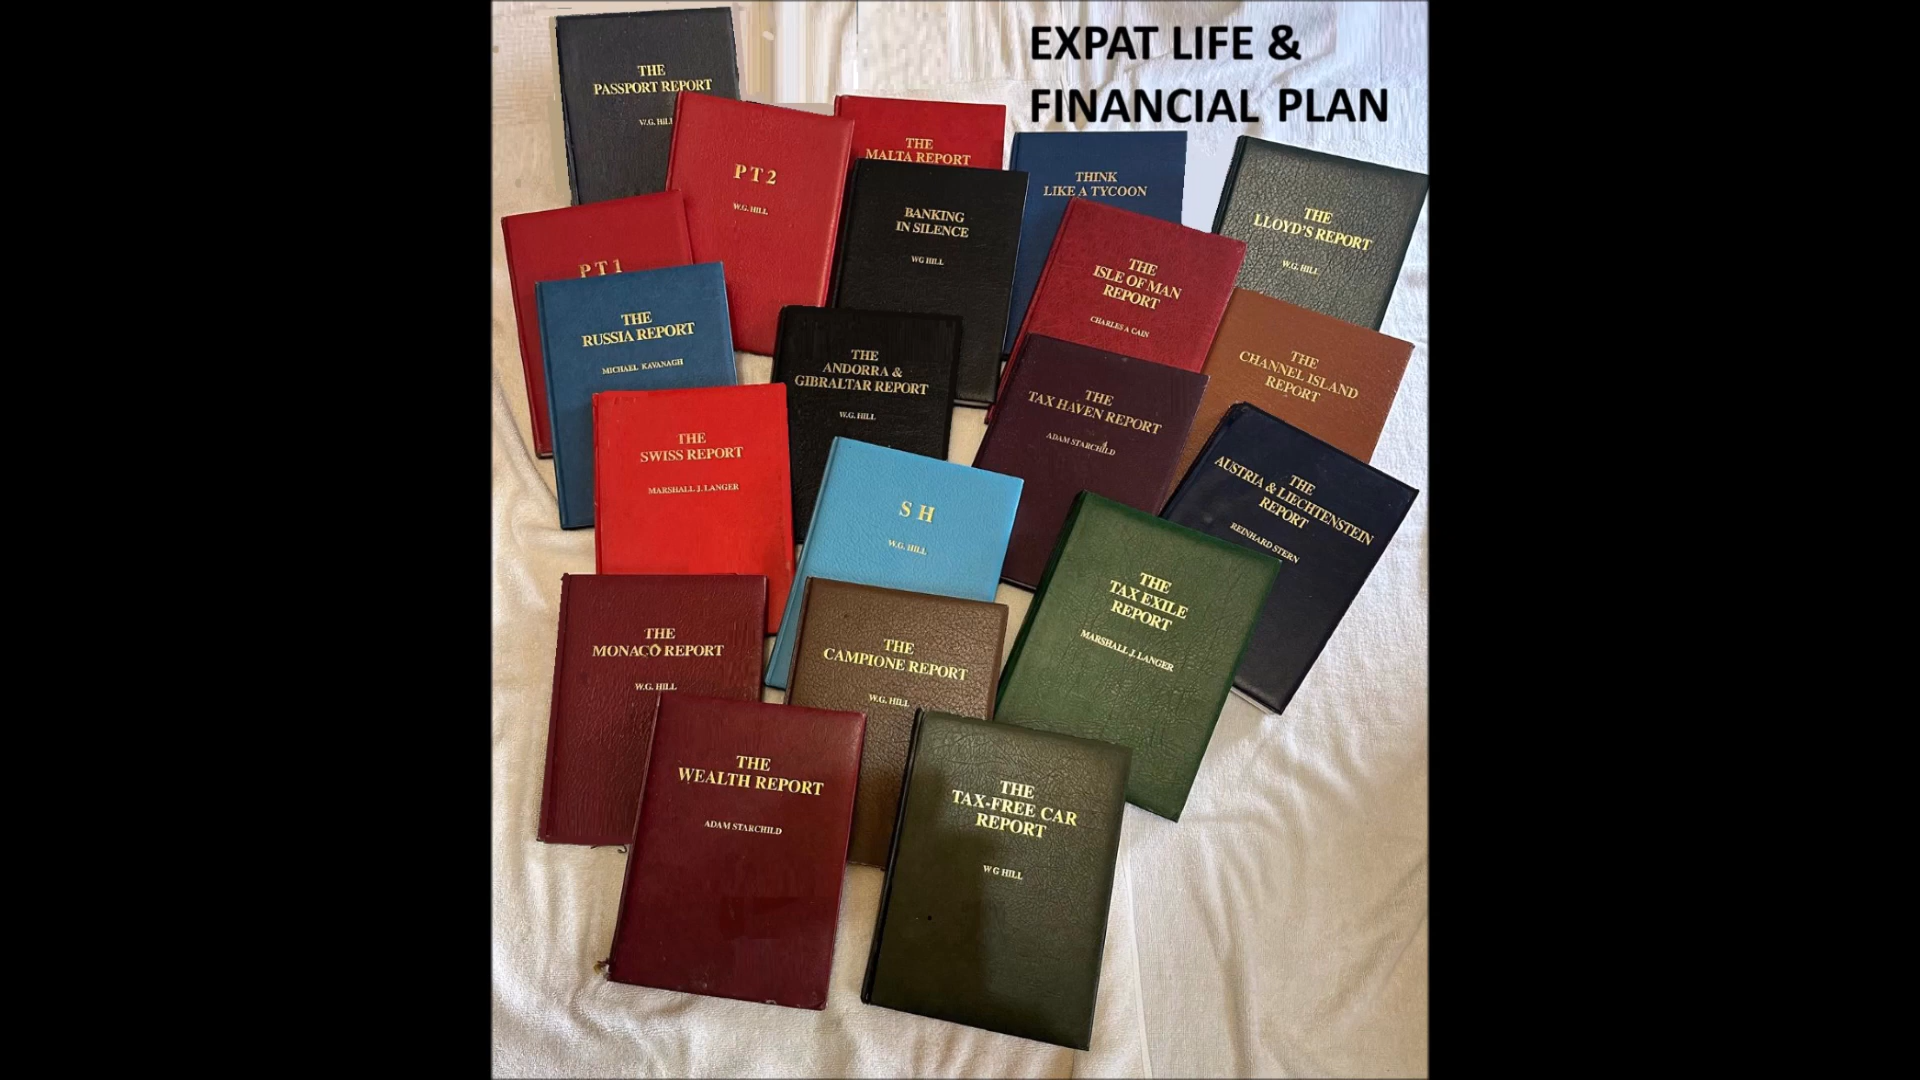 EXPAT LIFE &
FINANCIAL PLAN
THE
PASSPORT REPORT
W.G. HILL
PT2
W.G. HILL
THE
MALTA REPORT
THINK
LIKE A TYCOON
THE
LLOYD'S REPORT
W.G. HILL
PT1
BANKING
IN SILENCE
WG HILL
THE
ISLE OF MAN
REPORT
CHARLES A CAIN
THE
RUSSIA REPORT
MICHAEL KAVANAGH
THE
ANDORRA &
GIBRALTAR REPORT
W.G. HILL
THE
CHANNEL ISLAND
REPORT
THE
TAX HAVEN REPORT
ADAM STARCHILD
THE
SWISS REPORT
MARSHALL J. LANGER
SH
W.G. HILL
THE
AUSTRIA & LIECHTENSTEIN
REPORT
REINHARD STERN
THE
TAX EXILE
REPORT
MARSHALL J. LANGER
THE
MONACO REPORT
W.G. HILL
THE
CAMPIONE REPORT
W.G. HILL
THE
WEALTH REPORT
ADAM STARCHILD
THE
TAX-FREE CAR
REPORT
W G HILL